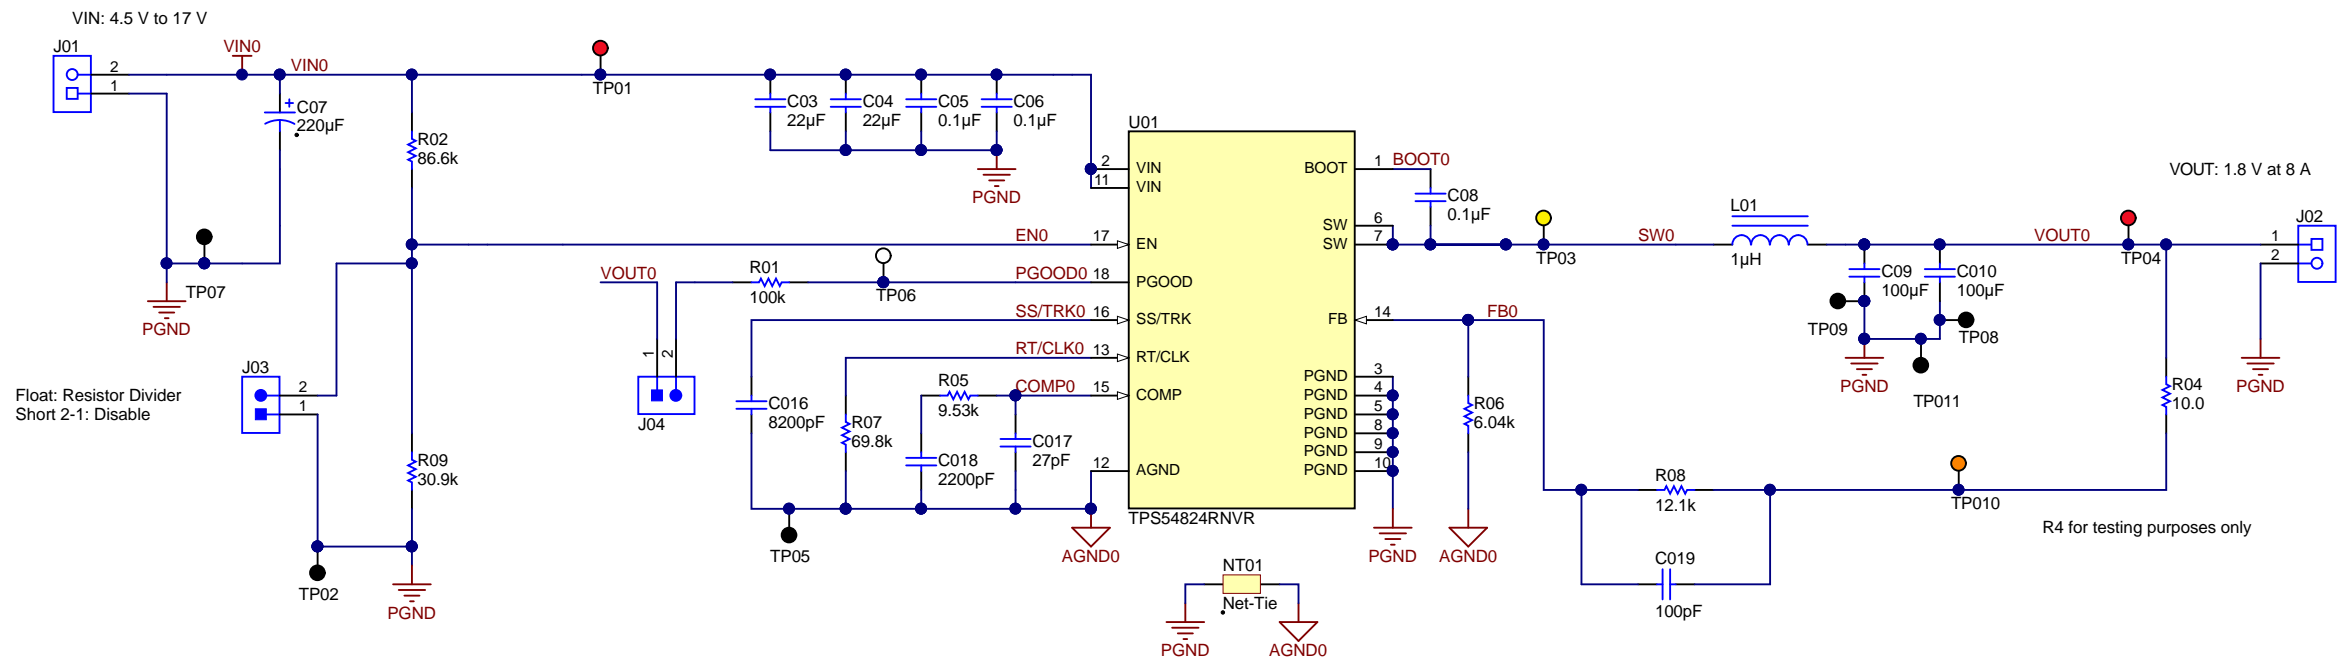 VIN: 4.5 V to 17 V
J01
2
1
VIN0
VIN0
C07
220µF
TP07
PGND
R02
86.6k
TP01
C03
22µF
C04
22µF
C05
0.1µF
C06
0.1µF
PGND
J03
2
1
Float: Resistor Divider
Short 2-1: Disable
TP02
R09
30.9k
PGND
EN0
VOUT0
R01
100k
TP06
PGOOD0
1
2
J04
SS/TRK0
RT/CLK0
COMP0
C016
8200pF
R07
69.8k
R05
9.53k
C018
2200pF
C017
27pF
TP05
AGND0
U01
2
VIN
11
VIN
17
EN
18
PGOOD
16
SS/TRK
13
RT/CLK
15
COMP
12
AGND
BOOT
1
SW
6
SW
7
FB
14
PGND
3
PGND
4
PGND
5
PGND
8
PGND
9
PGND
10
TPS54824RNVR
BOOT0
C08
0.1µF
TP03
SW0
L01
1µH
FB0
R06
6.04k
PGND
AGND0
NT01
Net-Tie
PGND
AGND0
C09
100µF
C010
100µF
TP09
TP08
PGND
TP011
VOUT0
TP04
VOUT: 1.8 V at 8 A
J02
1
2
PGND
R04
10.0
R08
12.1k
C019
100pF
TP010
R4 for testing purposes only